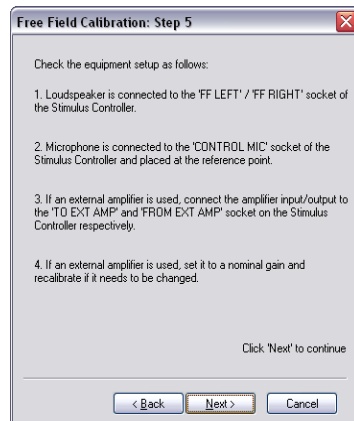 Free Field Calibration: Step 5
Check the equipment setup as follows:
1. Loudspeaker is connected to the 'FF LEFT' / 'FF RIGHT' socket of
the Stimulus Controller.
2. Microphone is connected to the 'CONTROL MIC' socket of the
Stimulus Controller and placed at the reference point.
3. If an external amplifier is used, connect the amplifier input/output to
the 'TO EXT AMP' and 'FROM EXT AMP' socket on the Stimulus
Controller respectively.
4. If an external amplifier is used, set it to a nominal gain and
recalibrate if it needs to be changed.
Click 'Next' to continue
< Back Next > Cancel